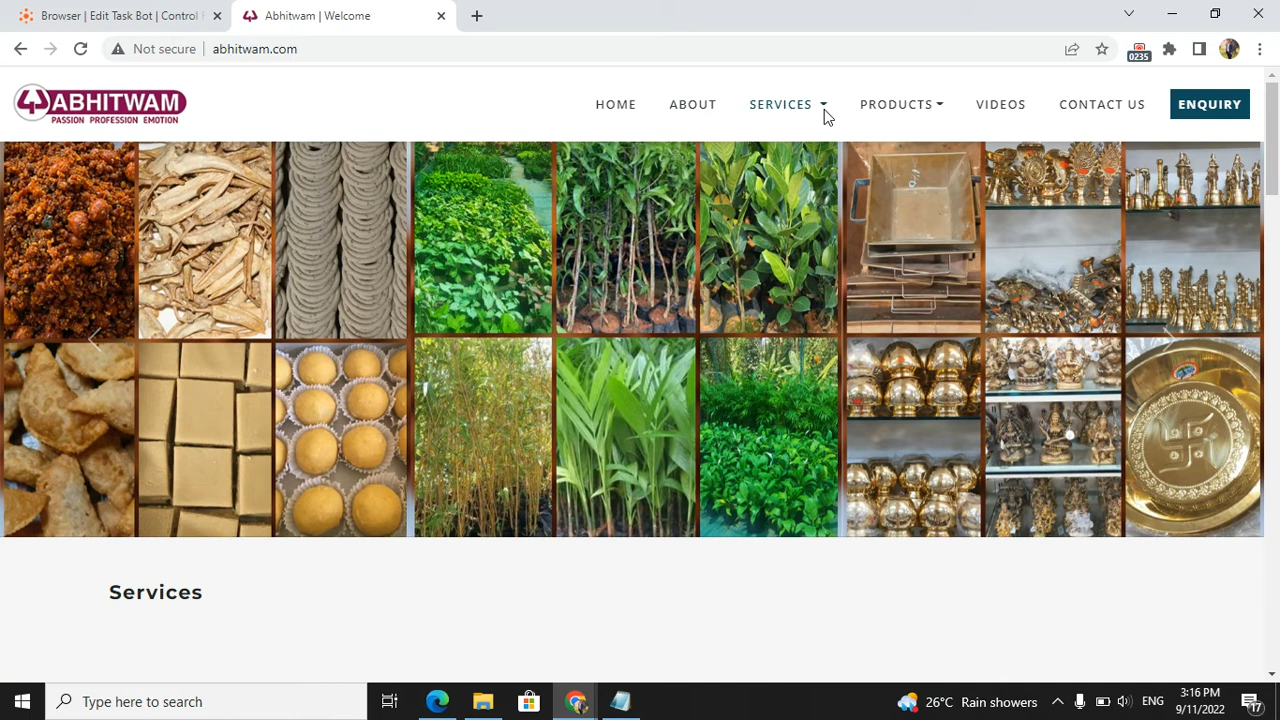 Browser | Edit Task Bot | Control
Abhitwam | Welcome
Not secure
abhitwam.com
0235
ABHITWAM
PASSION PROFESSION EMOTION
HOME
ABOUT
SERVICES
PRODUCTS
VIDEOS
CONTACT US
ENQUIRY
Services
Type here to search
26°C Rain showers
ENG
3:16 PM
9/11/2022
17